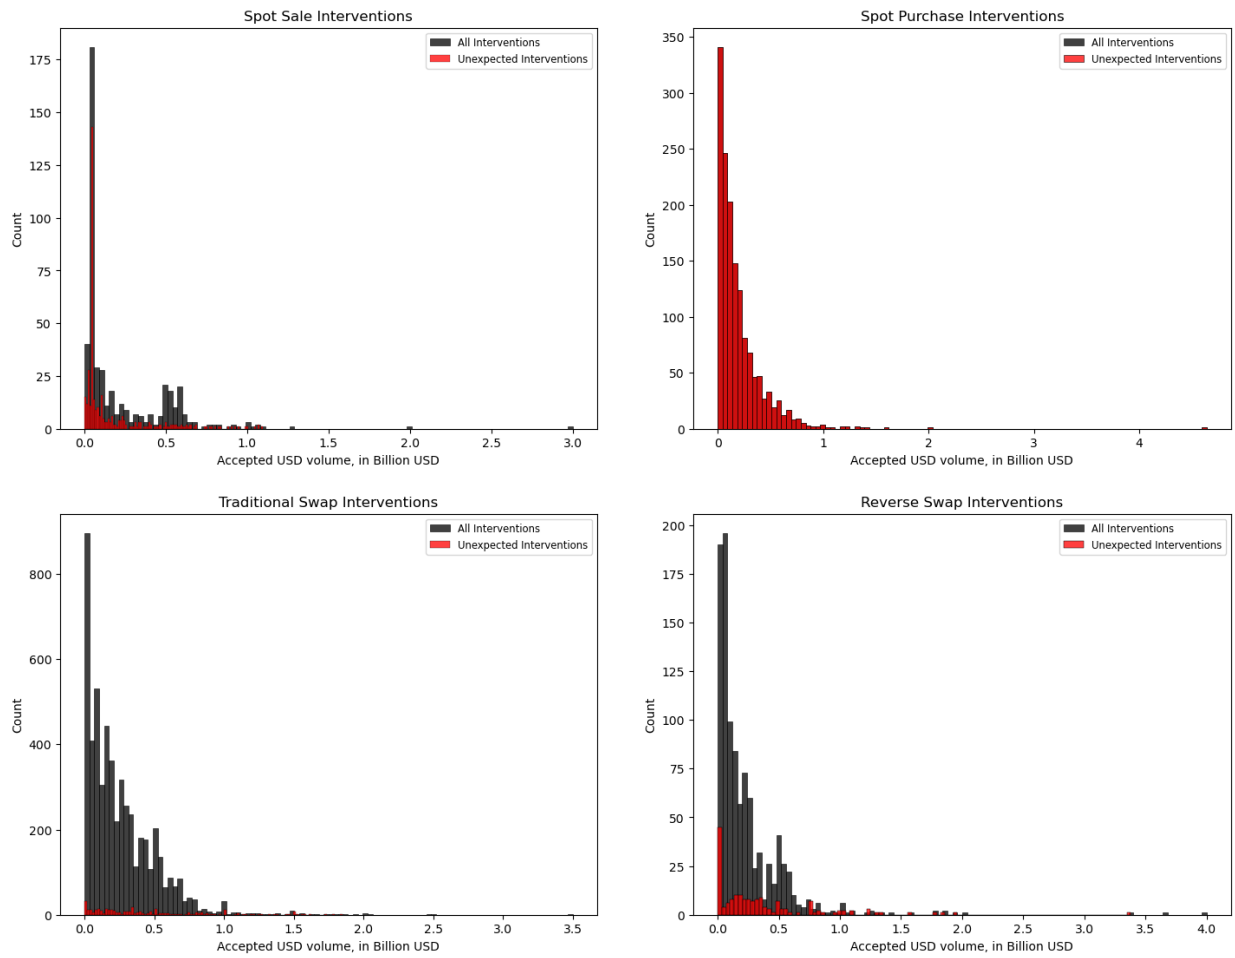 Spot Sale Interventions
All Interventions
Unexpected Interventions
175
150
125
100
75
50
25
0
Count
0.0 0.5 1.0 1.5 2.0 2.5 3.0
Accepted USD volume, in Billion USD
Spot Purchase Interventions
All Interventions
Unexpected Interventions
350
300
250
200
150
100
50
0
Count
0 1 2 3 4
Accepted USD volume, in Billion USD
Traditional Swap Interventions
All Interventions
Unexpected Interventions
800
600
400
200
0
Count
0.0 0.5 1.0 1.5 2.0 2.5 3.0 3.5
Accepted USD volume, in Billion USD
Reverse Swap Interventions
All Interventions
Unexpected Interventions
200
175
150
125
100
75
50
25
0
Count
0.0 0.5 1.0 1.5 2.0 2.5 3.0 3.5 4.0
Accepted USD volume, in Billion USD